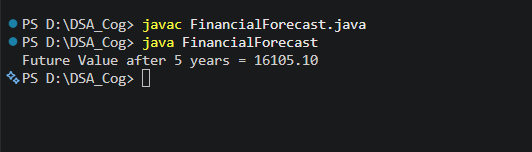 PS D:\DSA_Cog> javac FinancialForecast.java
PS D:\DSA_Cog> java FinancialForecast
Future Value after 5 years = 16105.10
PS D:\DSA_Cog>